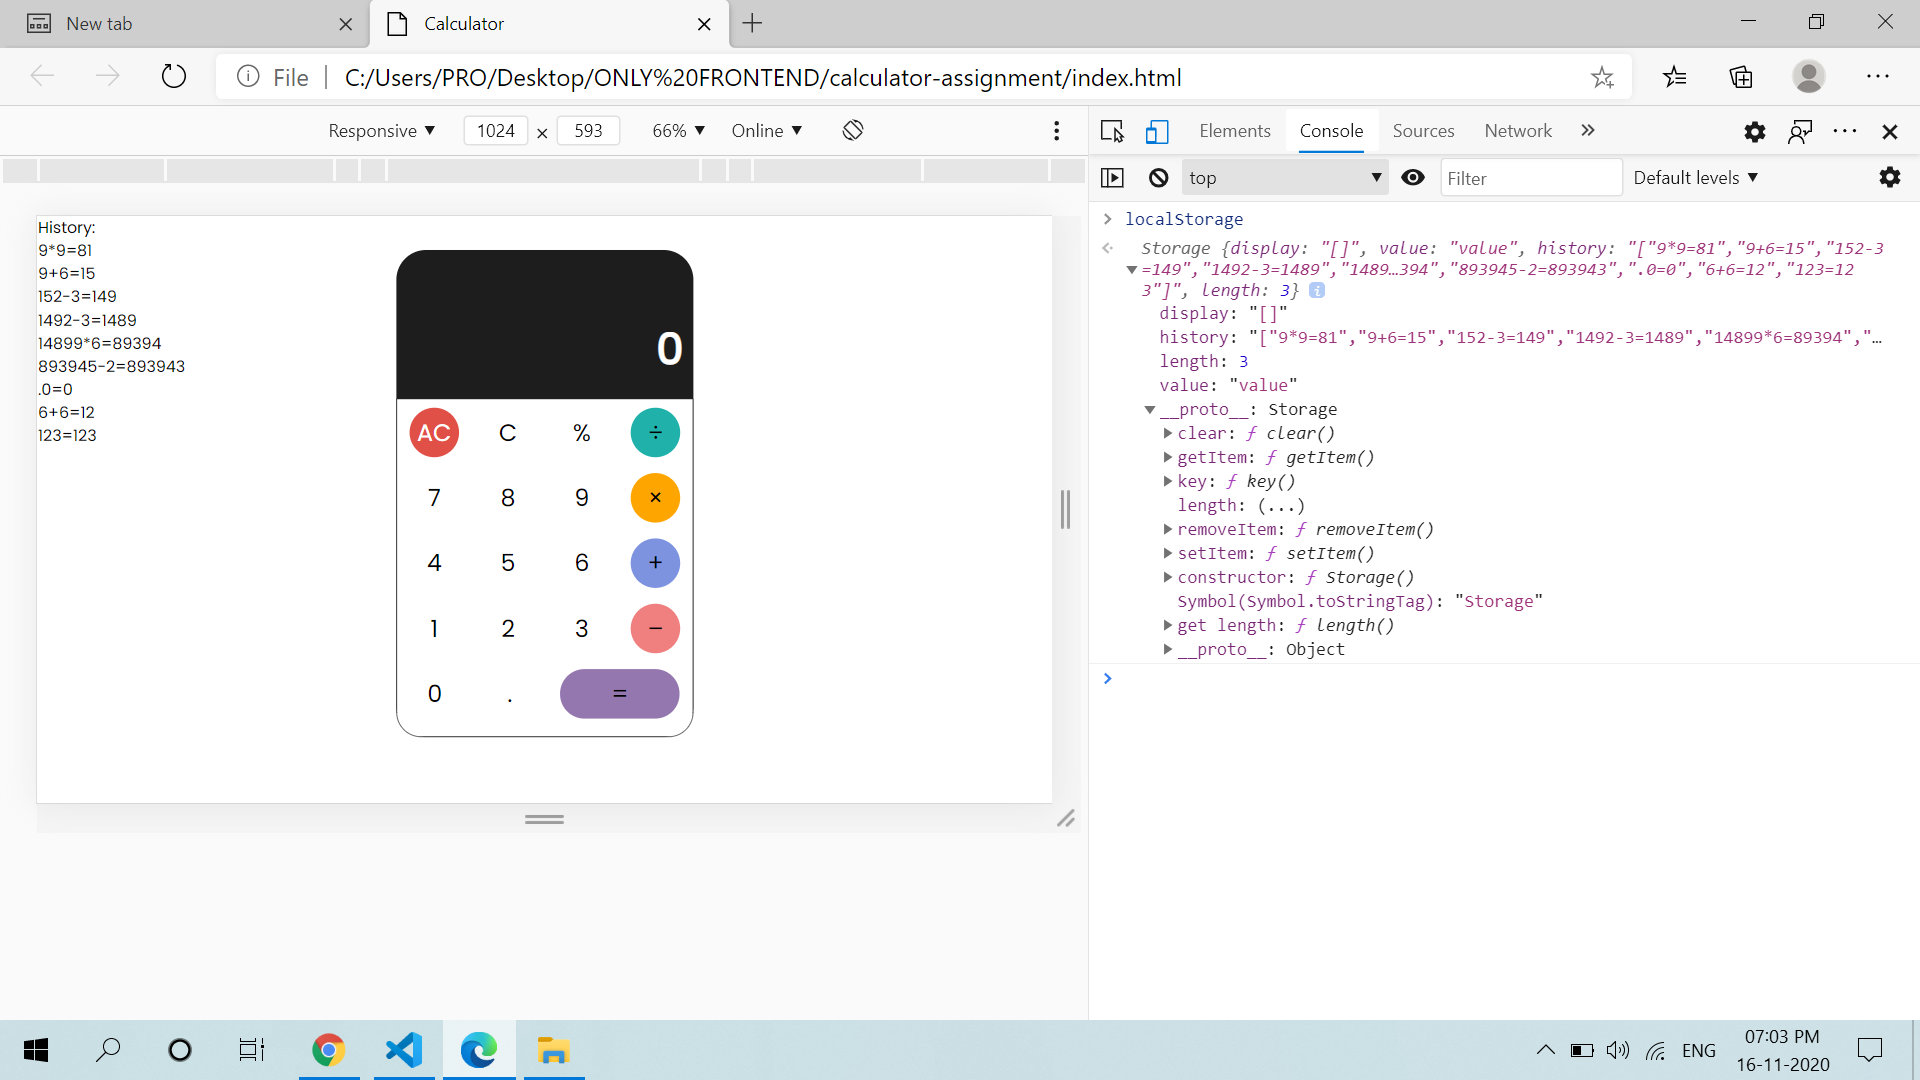 New tab
Calculator
File
C:/Users/PRO/Desktop/ONLY%20FRONTEND/calculator-assignment/index.html
Responsive ▼ 1024 × 593 66% ▼ Online ▼
Elements Console Sources Network »
top ▼ Filter Default levels ▼
History:
9*9=81
9+6=15
152-3=149
1492-3=1489
14899*6=89394
893945-2=893943
.0=0
6+6=12
123=123
0
AC C % ÷
7 8 9 ×
4 5 6 +
1 2 3 −
0 . =
> localStorage
Storage {display: "[]", value: "value", history: "["9*9=81","9+6=15","152-3
=149","1492-3=1489","1489…394","893945-2=893943",".0=0","6+6=12","123=12
3"]", length: 3} i
display: "[]"
history: "["9*9=81","9+6=15","152-3=149","1492-3=1489","14899*6=89394","…
length: 3
value: "value"
▼ __proto__: Storage
▶ clear: ƒ clear()
▶ getItem: ƒ getItem()
▶ key: ƒ key()
length: (...)
▶ removeItem: ƒ removeItem()
▶ setItem: ƒ setItem()
▶ constructor: ƒ Storage()
Symbol(Symbol.toStringTag): "Storage"
▶ get length: ƒ length()
▶ __proto__: Object
>
ENG
07:03 PM
16-11-2020